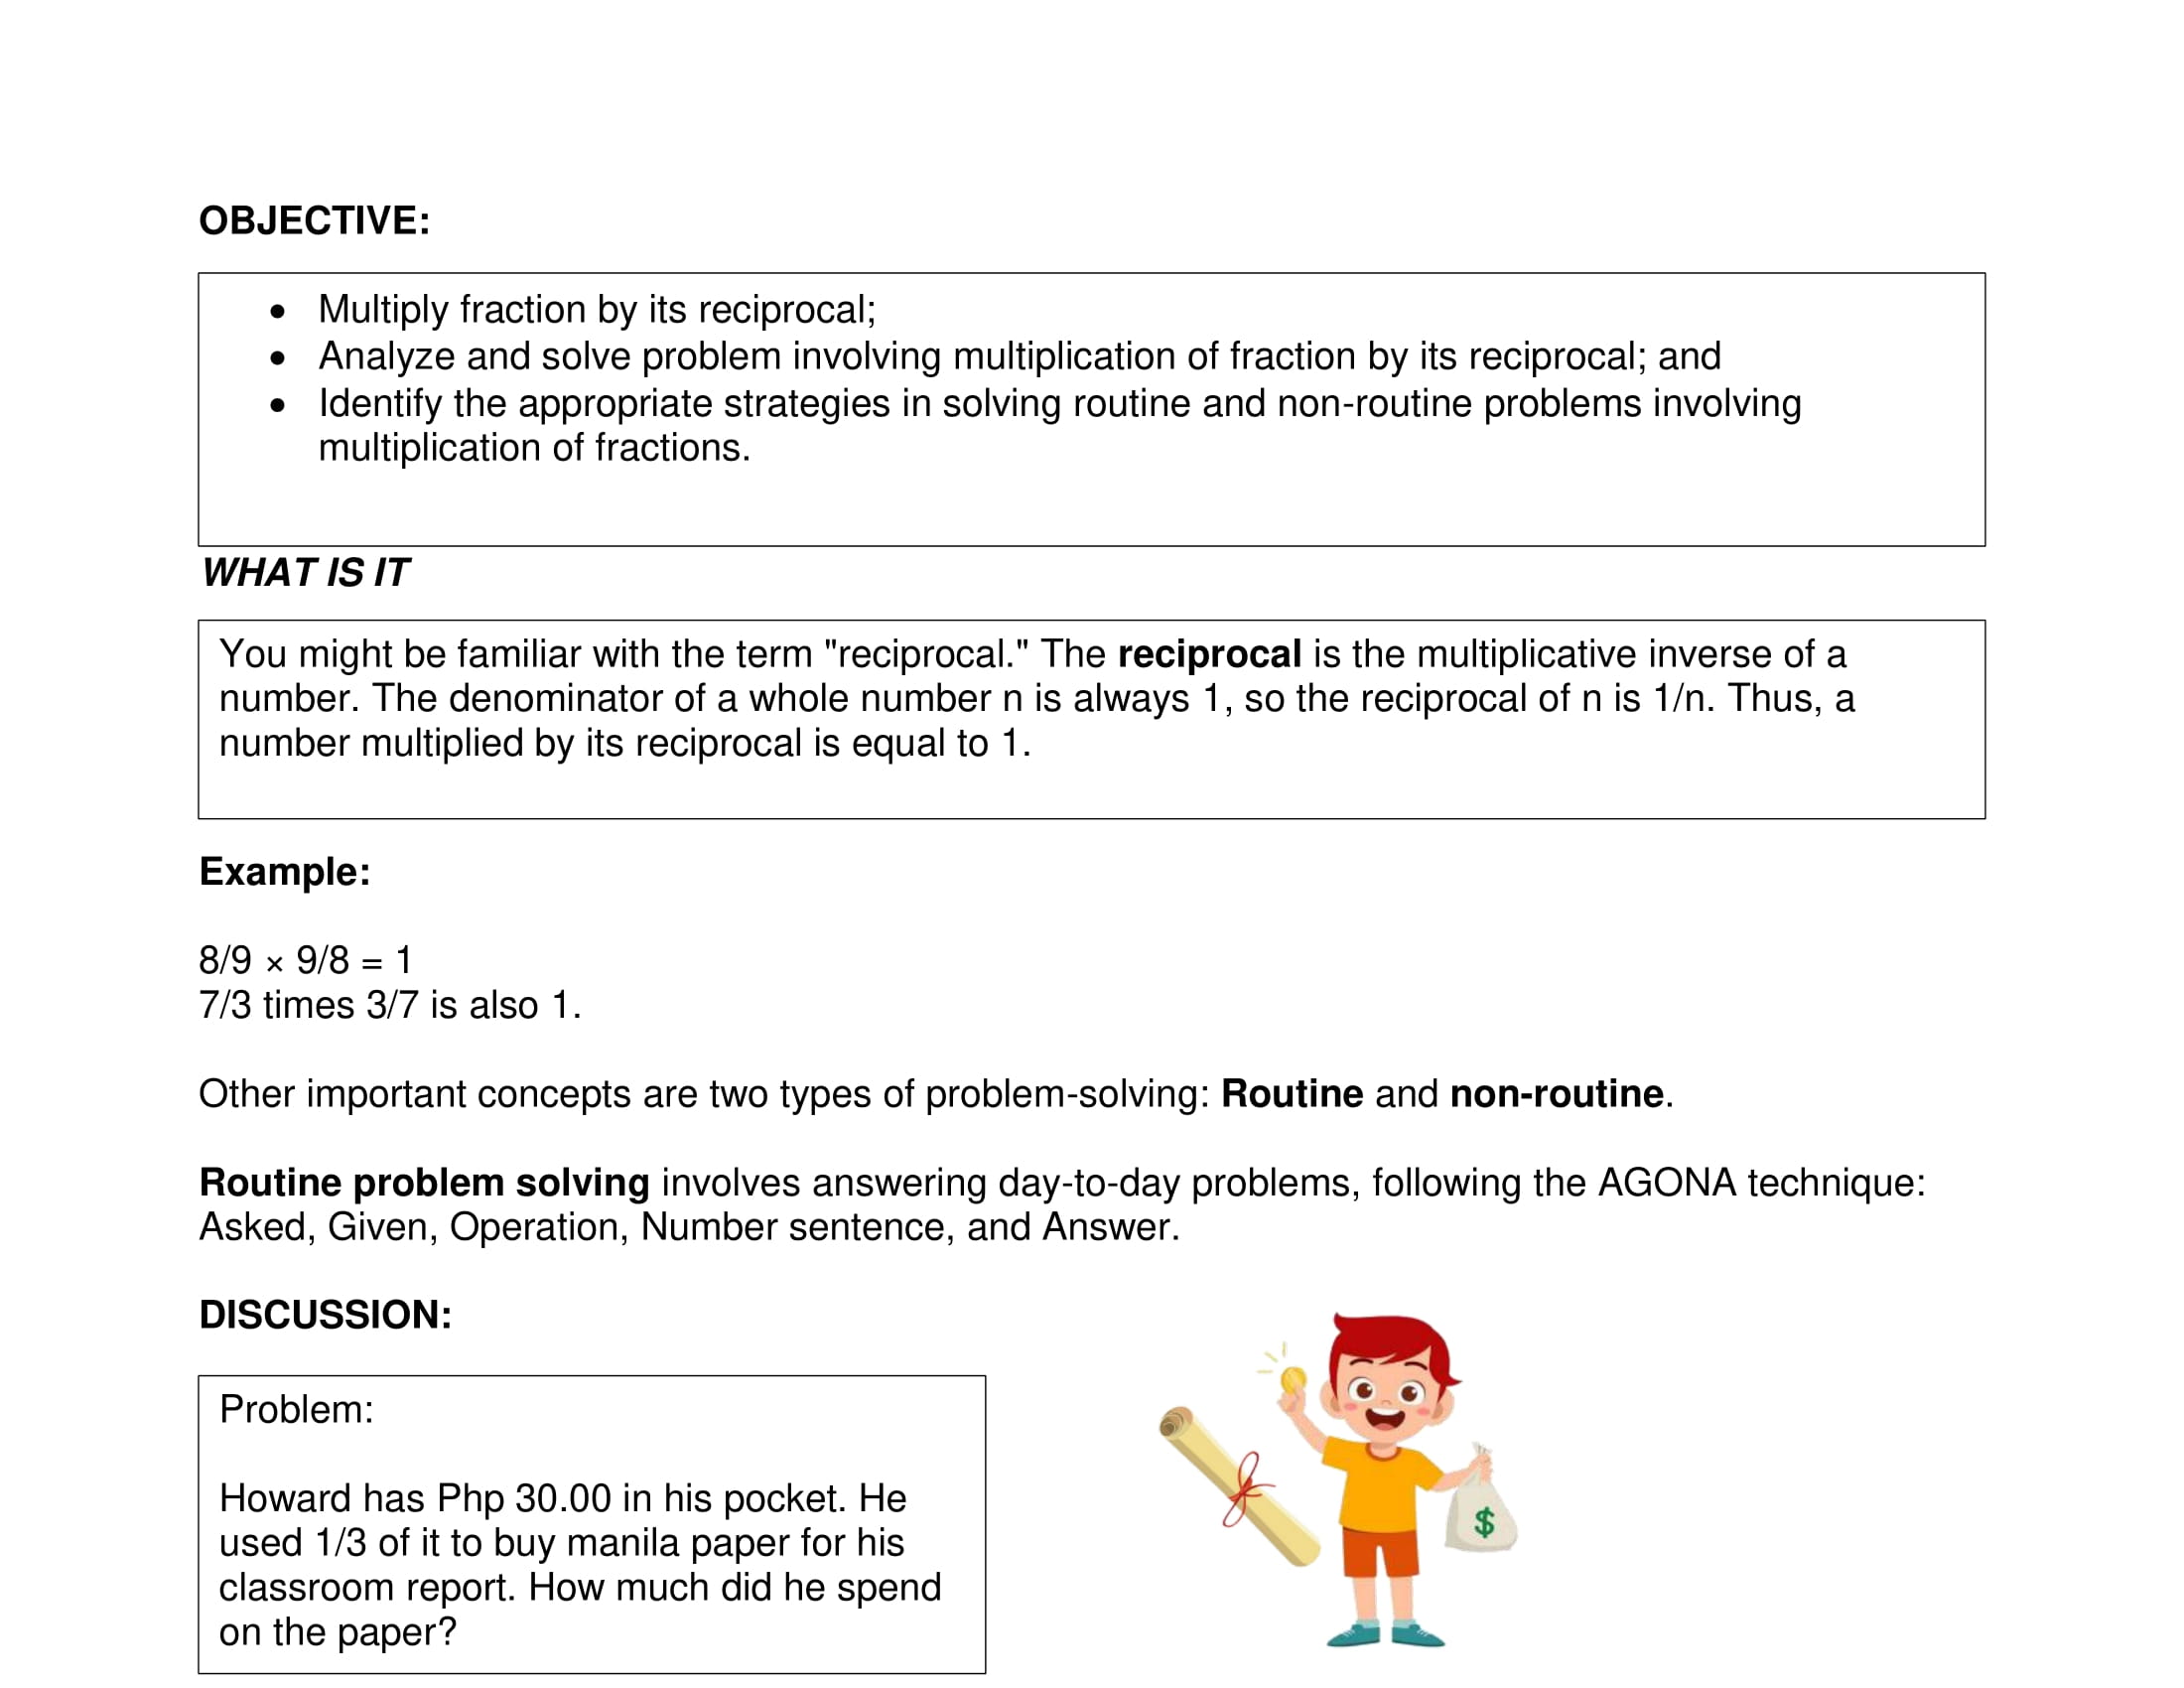 OBJECTIVE:
• Multiply fraction by its reciprocal;
• Analyze and solve problem involving multiplication of fraction by its reciprocal; and
• Identify the appropriate strategies in solving routine and non-routine problems involving
multiplication of fractions.
WHAT IS IT
You might be familiar with the term "reciprocal." The reciprocal is the multiplicative inverse of a
number. The denominator of a whole number n is always 1, so the reciprocal of n is 1/n. Thus, a
number multiplied by its reciprocal is equal to 1.
Example:
8/9 × 9/8 = 1
7/3 times 3/7 is also 1.
Other important concepts are two types of problem-solving: Routine and non-routine.
Routine problem solving involves answering day-to-day problems, following the AGONA technique:
Asked, Given, Operation, Number sentence, and Answer.
DISCUSSION:
Problem:
Howard has Php 30.00 in his pocket. He
used 1/3 of it to buy manila paper for his
classroom report. How much did he spend
on the paper?
$